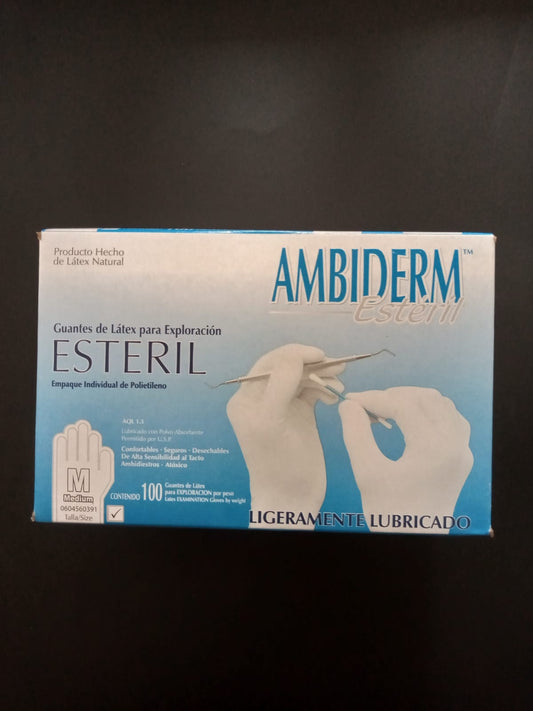 Producto Hecho
de Látex Natural
AMBIDERM™
Estéril
Guantes de Látex para Exploración
ESTERIL
Empaque Individual de Polietileno
AQL 1.5
Lubricado con Polvo Absorbente
Permitido por U.S.P.
Confortables · Seguros · Desechables
De Alta Sensibilidad al Tacto
Ambidiestros · Atóxico
M
Medium
0604560391
Talla/Size
CONTENIDO 100 Guantes de Látex
para EXPLORACION por peso
Latex EXAMINATION Gloves by weight
LIGERAMENTE LUBRICADO